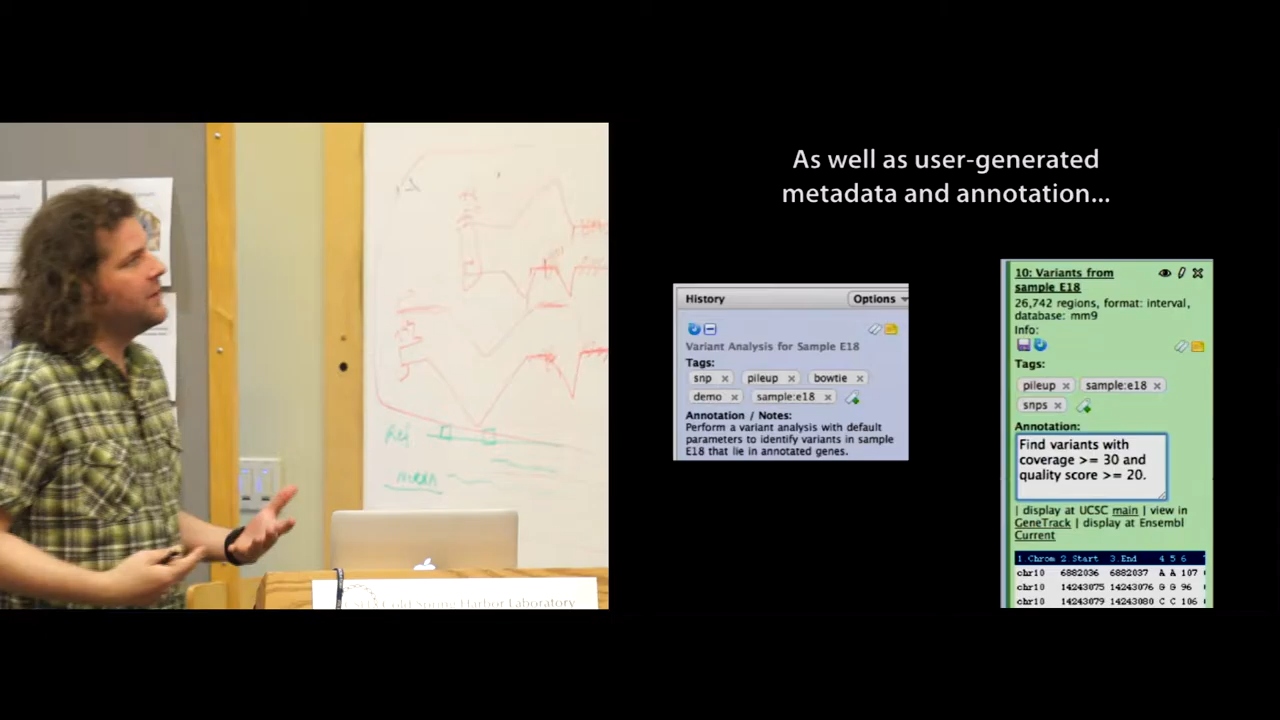 As well as user-generated
metadata and annotation...
History
Options
Variant Analysis for Sample E18
Tags:
snp x pileup x bowtie x
demo x sample:e18 x
Annotation / Notes:
Perform a variant analysis with default
parameters to identify variants in sample
E18 that lie in annotated genes.
10: Variants from
sample E18
26,742 regions, format: interval,
database: mm9
Info:
Tags:
pileup x sample:e18 x
snps x
Annotation:
Find variants with
coverage >= 30 and
quality score >= 20.
| display at UCSC main | view in
GeneTrack | display at Ensembl
Current
1 Chrom 2 Start 3 End 4 5 6
chr10 6882036 6882037 A A 107
chr10 14243075 14243076 G G 96
chr10 14243079 14243080 C C 106
Ref
Cold Spring Harbor Laboratory